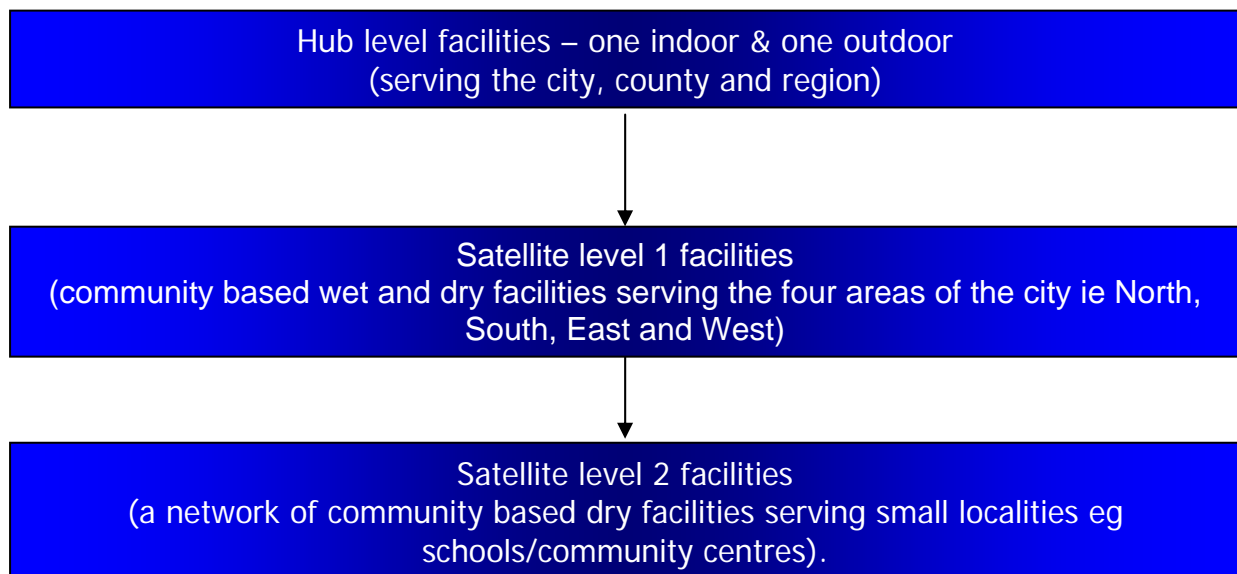 Hub level facilities – one indoor & one outdoor
(serving the city, county and region)
Satellite level 1 facilities
(community based wet and dry facilities serving the four areas of the city ie North,
South, East and West)
Satellite level 2 facilities
(a network of community based dry facilities serving small localities eg
schools/community centres).